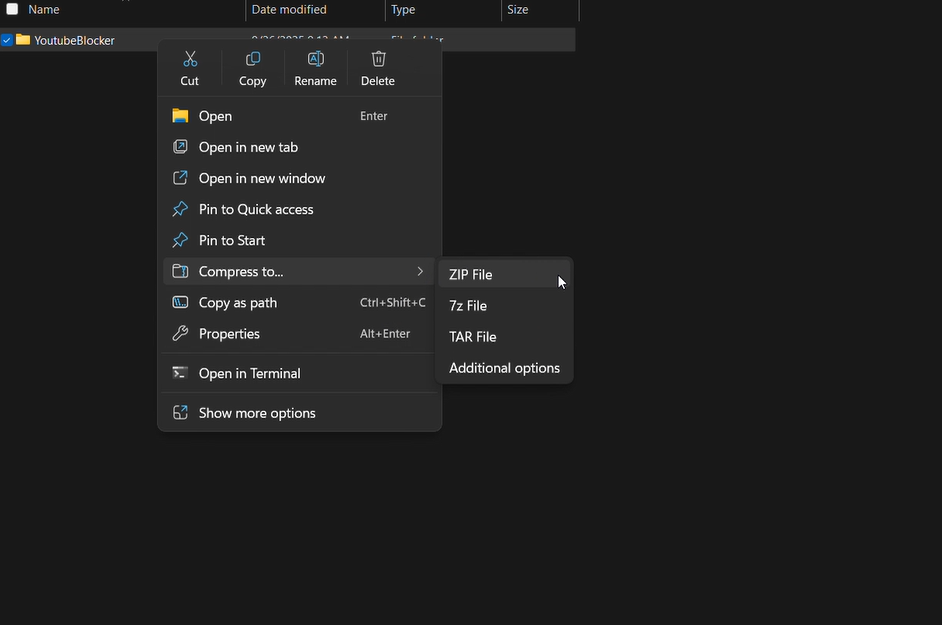 Name Date modified Type Size
YoutubeBlocker
Cut Copy Rename Delete
Open Enter
Open in new tab
Open in new window
Pin to Quick access
Pin to Start
Compress to...
ZIP File
Copy as path Ctrl+Shift+C
7z File
Properties Alt+Enter
TAR File
Additional options
Open in Terminal
Show more options